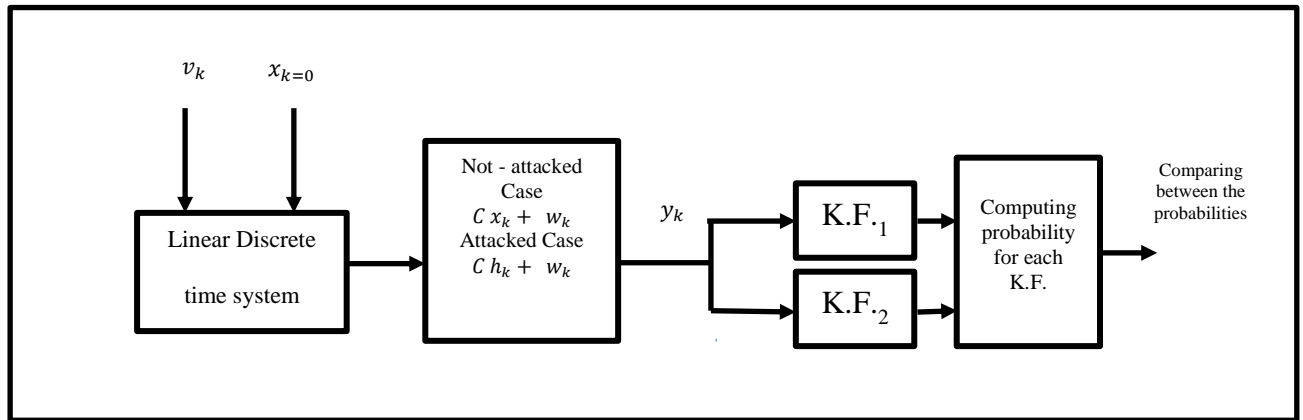 v_k
x_{k=0}
Linear Discrete
time system
Not - attacked
Case
C x_k + w_k
Attacked Case
C h_k + w_k
y_k
K.F.1
K.F.2
Computing
probability
for each
K.F.
Comparing
between the
probabilities